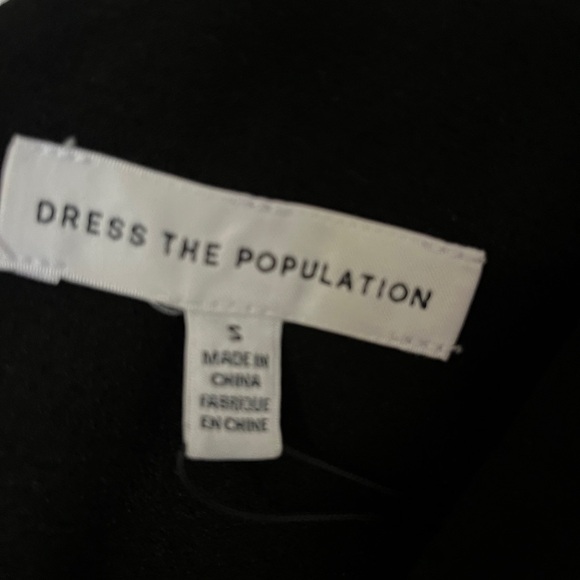 DRESS THE POPULATION
S
MADE IN
CHINA
FABRIQUE
EN CHINE